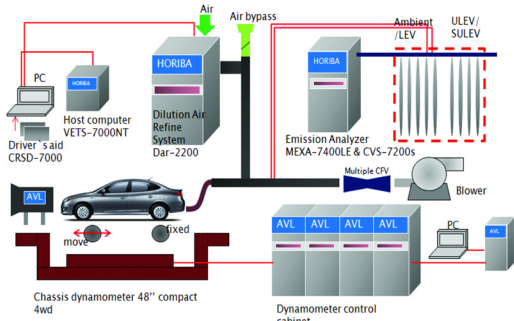 Air
Air bypass
Ambient
/LEV
ULEV/
SULEV
PC
HORIBA
HORIBA
HORIBA
Host computer
VETS-7000NT
Driver`s aid
CRSD-7000
Dilution Air
Refine
System
Dar-2200
Emission Analyzer
MEXA-7400LE & CVS-7200s
Multiple CFV
Blower
AVL
move
fixed
AVL
AVL
AVL
AVL
PC
AVL
Chassis dynamometer 48'' compact
4wd
Dynamometer control
cabinet